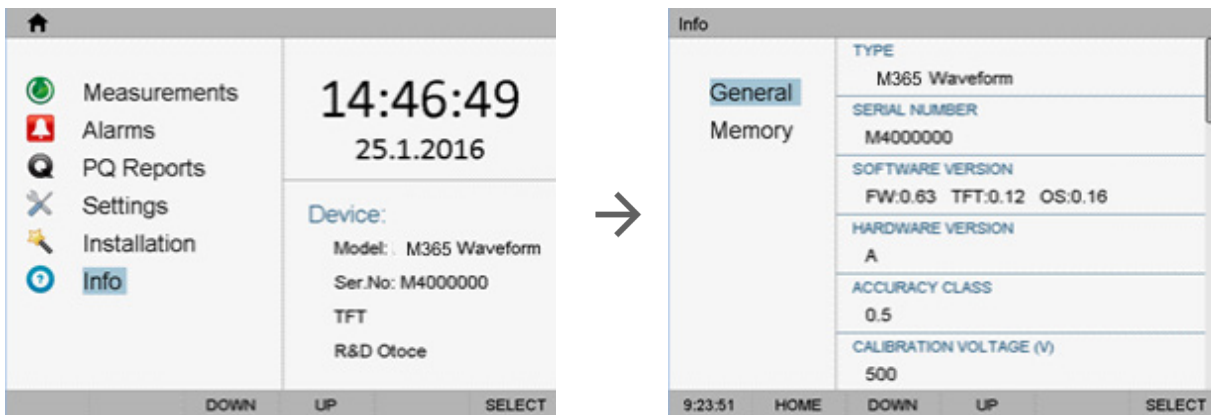 Measurements
Alarms
PQ Reports
Settings
Installation
Info
14:46:49
25.1.2016
Device:
Model: M365 Waveform
Ser.No: M4000000
TFT
R&D Otoce
DOWN UP SELECT
Info
General
Memory
TYPE
M365 Waveform
SERIAL NUMBER
M4000000
SOFTWARE VERSION
FW:0.63 TFT:0.12 OS:0.16
HARDWARE VERSION
A
ACCURACY CLASS
0.5
CALIBRATION VOLTAGE (V)
500
9:23:51 HOME DOWN UP SELECT